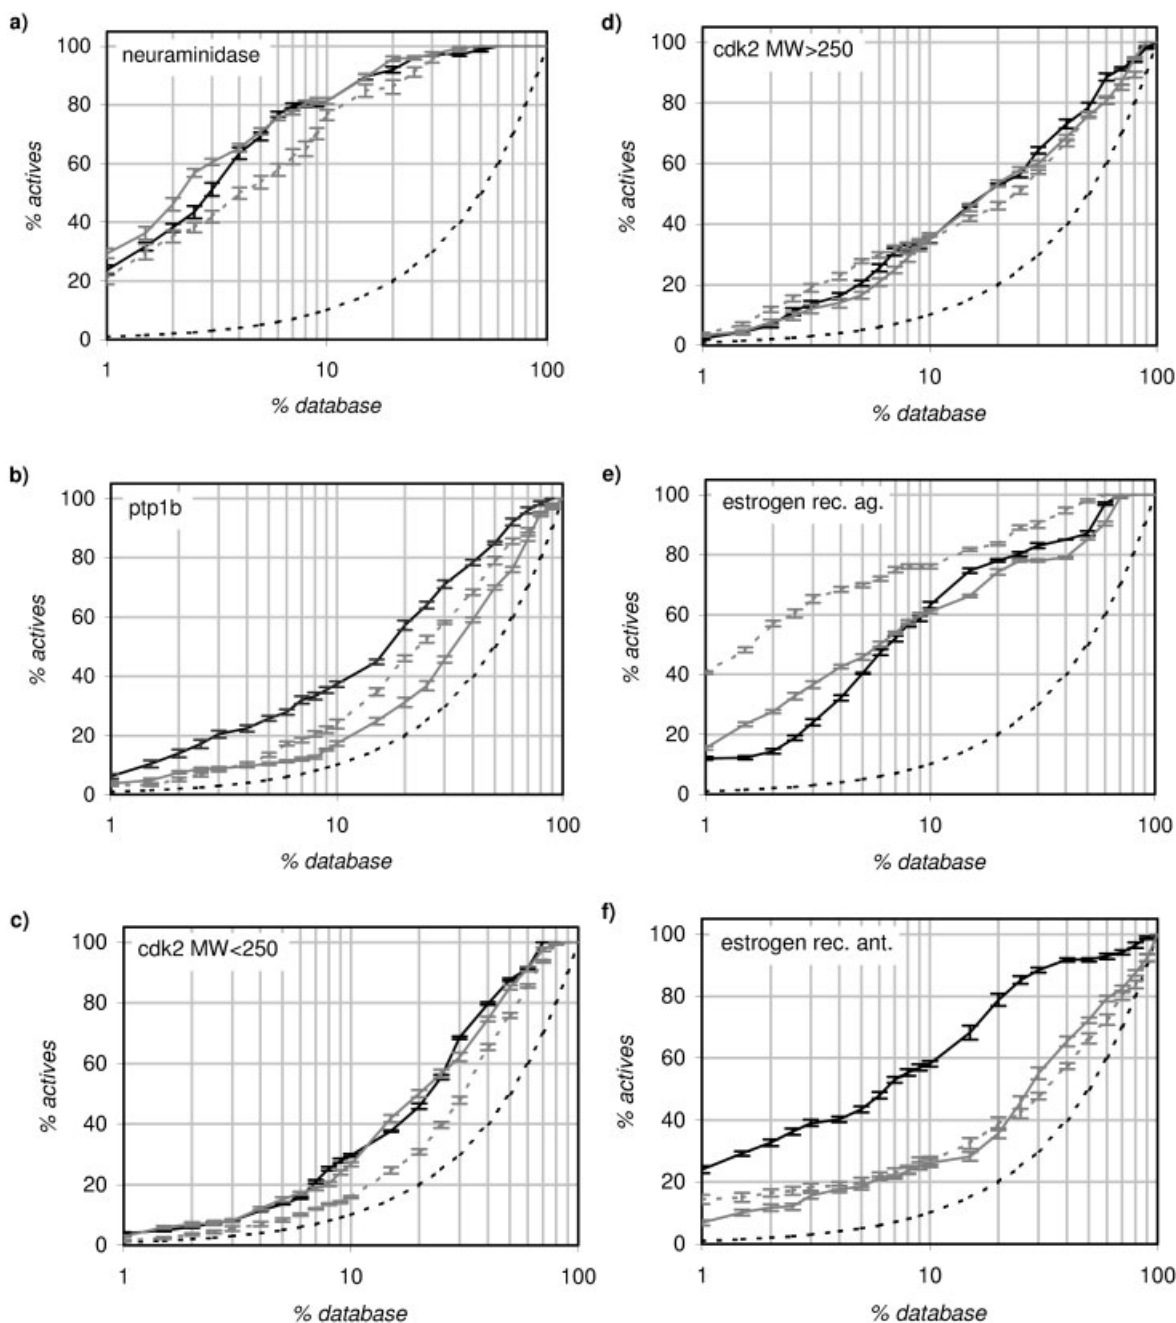 a)
neuraminidase
100
80
60
40
20
0
% actives
1 10 100
% database
b)
ptp1b
100
80
60
40
20
0
% actives
1 10 100
% database
c)
cdk2 MW<250
100
80
60
40
20
0
% actives
1 10 100
% database
d)
cdk2 MW>250
100
80
60
40
20
0
% actives
1 10 100
% database
e)
estrogen rec. ag.
100
80
60
40
20
0
% actives
1 10 100
% database
f)
estrogen rec. ant.
100
80
60
40
20
0
% actives
1 10 100
% database